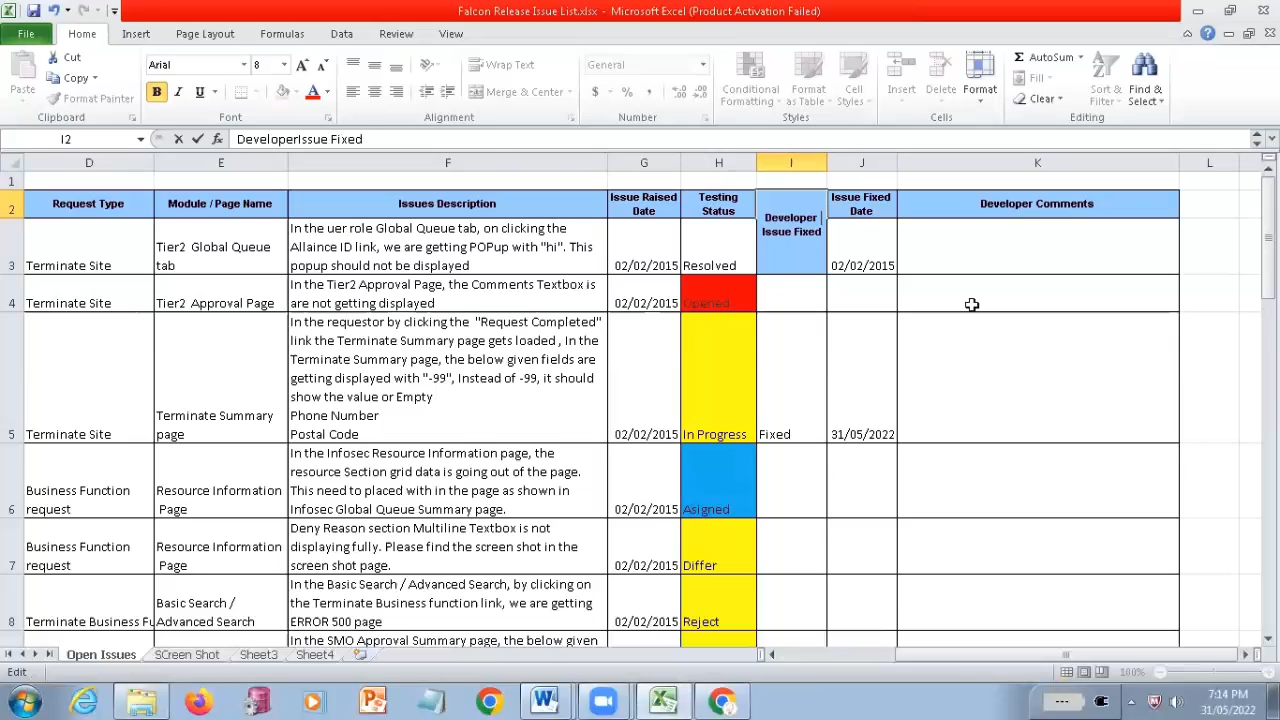 Falcon Release Issue List.xlsx - Microsoft Excel (Product Activation Failed)
File Home Insert Page Layout Formulas Data Review View
Paste
Cut
Copy
Format Painter
Clipboard
Arial 8
B I U A
Font
Wrap Text
Merge & Center
Alignment
General
$ % ,
Number
Conditional Formatting
Format as Table
Cell Styles
Styles
Insert Delete Format
Cells
AutoSum
Fill
Clear
Sort & Filter
Find & Select
Editing
I2 fx DeveloperIssue Fixed
D E F G H I J K L
1
2 Request Type Module / Page Name Issues Description Issue Raised Date Testing Status Developer Issue Fixed Issue Fixed Date Developer Comments
3 Terminate Site
Tier2 Global Queue
tab
In the uer role Global Queue tab, on clicking the
Allaince ID link, we are getting POPup with "hi". This
popup should not be displayed
02/02/2015 Resolved 02/02/2015
4 Terminate Site Tier2 Approval Page
In the Tier2 Approval Page, the Comments Textbox is
are not getting displayed
02/02/2015 Opened
5 Terminate Site
Terminate Summary
page
In the requestor by clicking the "Request Completed"
link the Terminate Summary page gets loaded , In the
Terminate Summary page, the below given fields are
getting displayed with "-99", Instead of -99, it should
show the value or Empty
Phone Number
Postal Code
02/02/2015 In Progress Fixed 31/05/2022
6
Business Function
request
Resource Information
Page
In the Infosec Resource Information page, the
resource Section grid data is going out of the page.
This need to placed with in the page as shown in
Infosec Global Queue Summary page.
02/02/2015 Asigned
7
Business Function
request
Resource Information
Page
Deny Reason section Multiline Textbox is not
displaying fully. Please find the screen shot in the
screen shot page.
02/02/2015 Differ
8 Terminate Business Fu
Basic Search /
Advanced Search
In the Basic Search / Advanced Search, by clicking on
the Terminate Business function link, we are getting
ERROR 500 page
02/02/2015 Reject
In the SMO Approval Summary page, the below given
Open Issues SCreen Shot Sheet3 Sheet4
Edit 100%
7:14 PM
31/05/2022